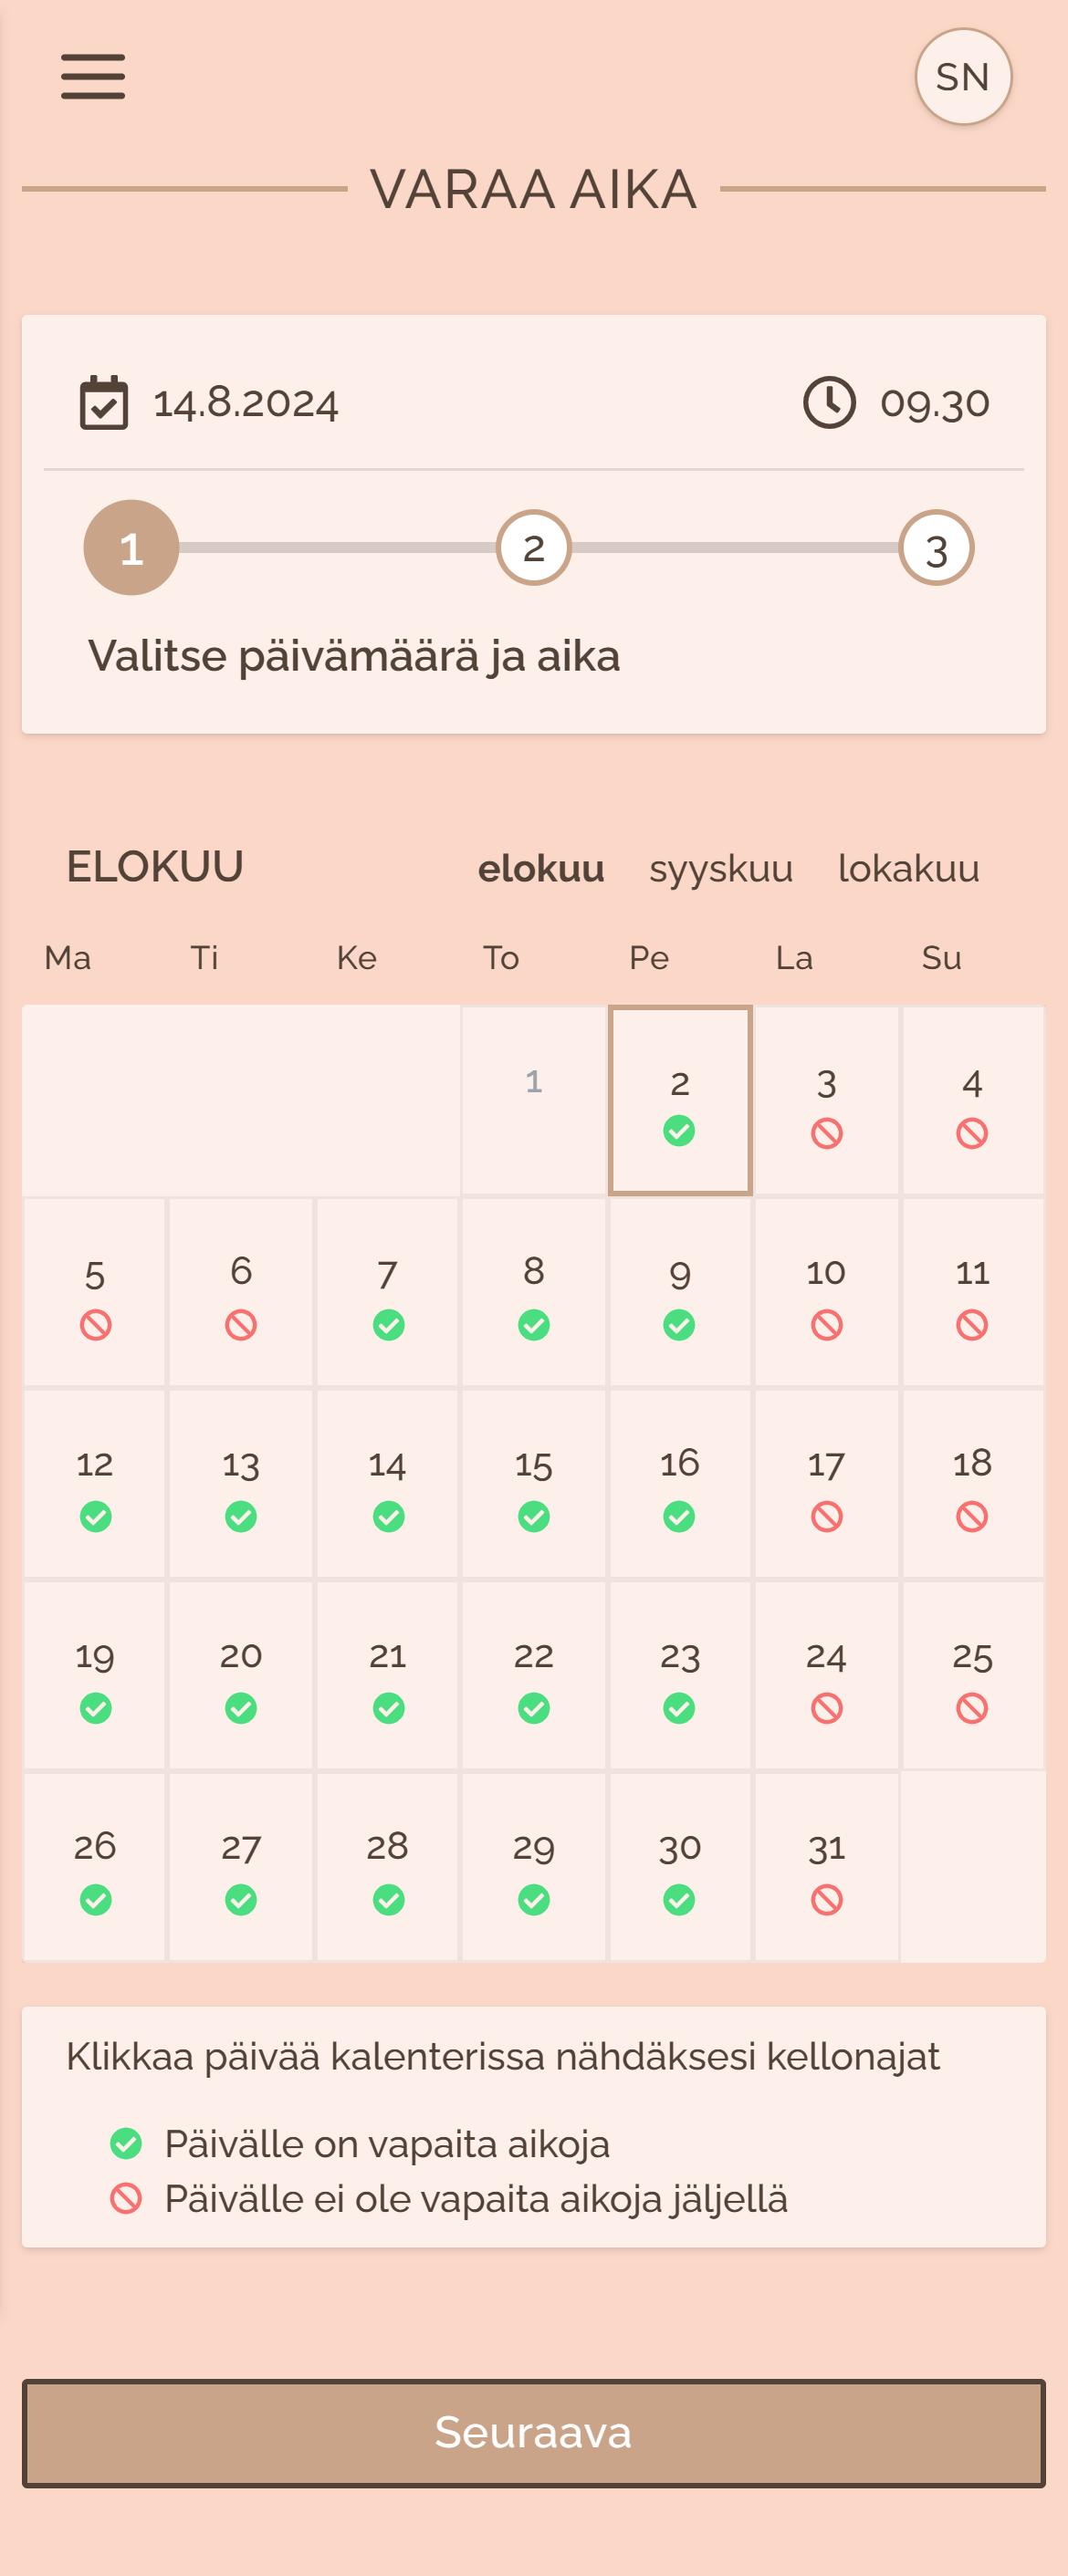 SN
VARAA AIKA
14.8.2024 09.30
1 2 3
Valitse päivämäärä ja aika
ELOKUU elokuu syyskuu lokakuu
Ma Ti Ke To Pe La Su
1 2 3 4
5 6 7 8 9 10 11
12 13 14 15 16 17 18
19 20 21 22 23 24 25
26 27 28 29 30 31
Klikkaa päivää kalenterissa nähdäksesi kellonajat
Päivälle on vapaita aikoja
Päivälle ei ole vapaita aikoja jäljellä
Seuraava